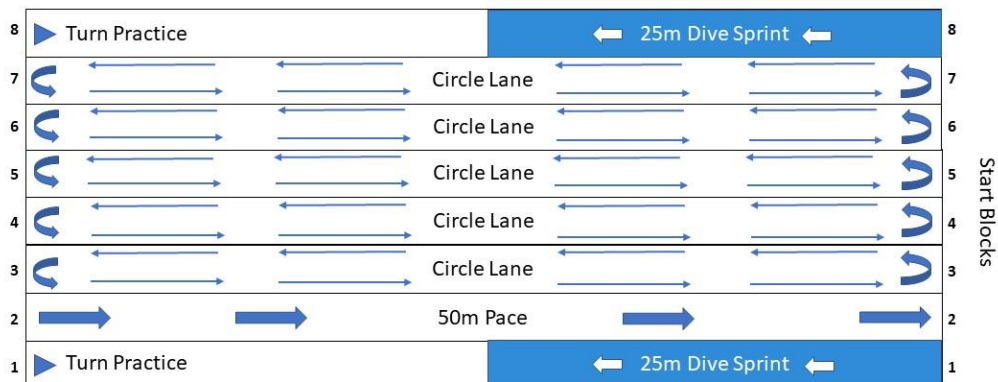 8 Turn Practice 25m Dive Sprint 8
7 Circle Lane 7
6 Circle Lane 6
5 Circle Lane 5
4 Circle Lane 4
3 Circle Lane 3
2 50m Pace 2
1 Turn Practice 25m Dive Sprint 1
Start Blocks